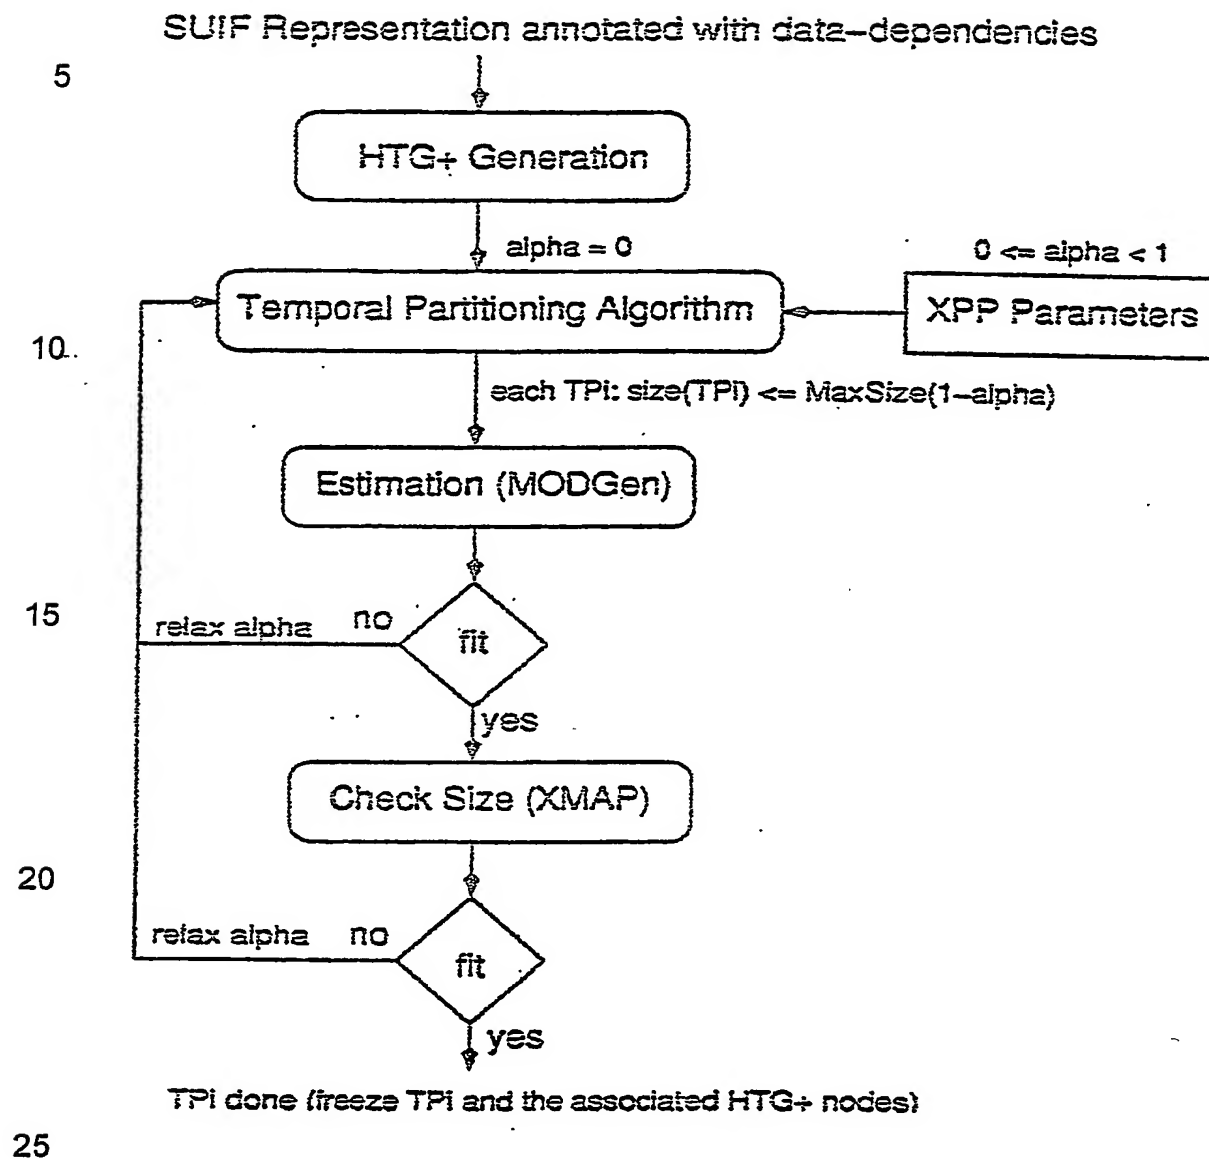 SUIF Representation annotated with data-dependencies
5
HTG+ Generation
alpha = 0
0 <= alpha < 1
Temporal Partitioning Algorithm
XPP Parameters
10
each TPi: size(TPi) <= MaxSize(1-alpha)
Estimation (MODGen)
15
relax alpha
no
fit
yes
Check Size (XMAP)
20
relax alpha
no
fit
yes
TPi done (freeze TPi and the associated HTG+ nodes)
25